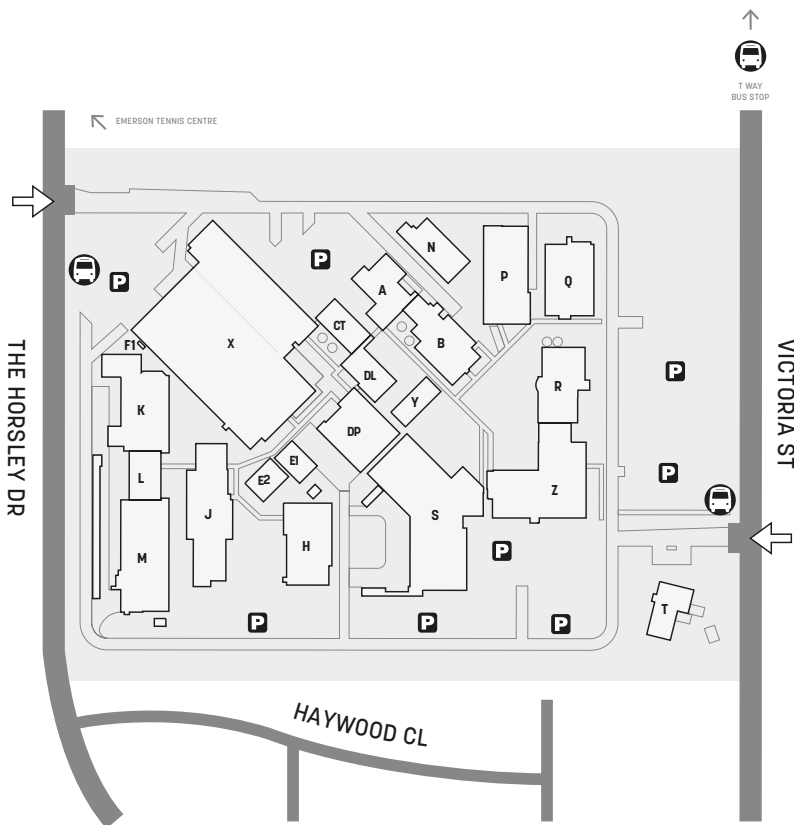 T WAY
BUS STOP
EMERSON TENNIS CENTRE
N
P
P
P
A
Q
CT
X
B
F1
THE HORSLEY DR
VICTORIA ST
DL
P
R
Y
K
DP
E1
P
L
E2
Z
J
S
H
P
M
T
P
P
P
HAYWOOD CL